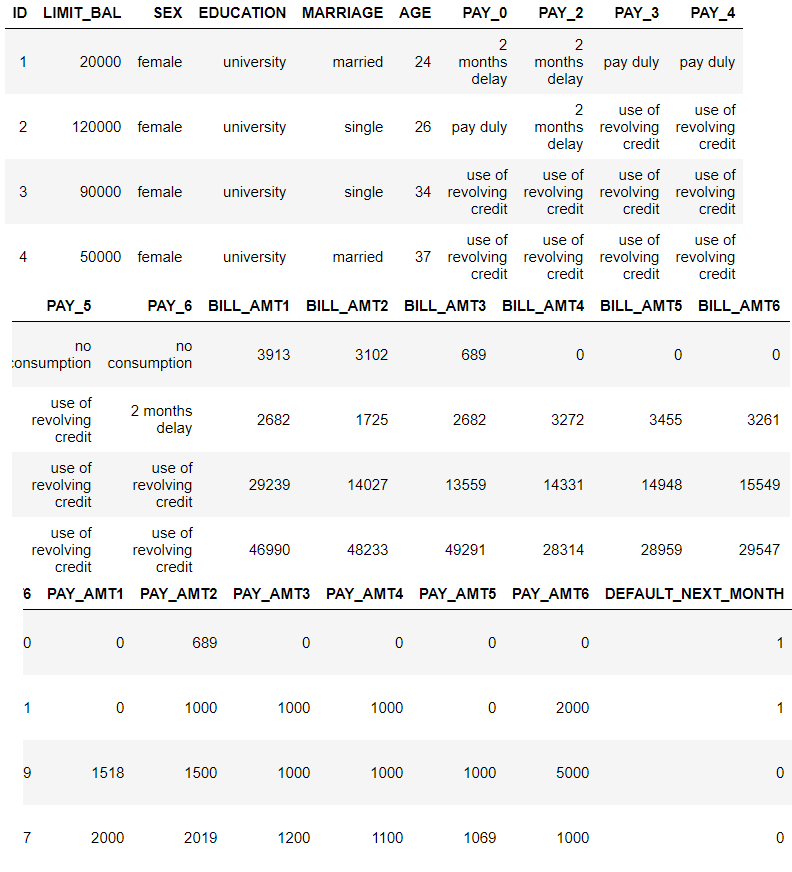 ID LIMIT_BAL SEX EDUCATION MARRIAGE AGE PAY_0 PAY_2 PAY_3 PAY_4
1 20000 female university married 24 2 months delay 2 months delay pay duly pay duly
2 120000 female university single 26 pay duly 2 months delay use of revolving credit use of revolving credit
3 90000 female university single 34 use of revolving credit use of revolving credit use of revolving credit use of revolving credit
4 50000 female university married 37 use of revolving credit use of revolving credit use of revolving credit use of revolving credit
PAY_5 PAY_6 BILL_AMT1 BILL_AMT2 BILL_AMT3 BILL_AMT4 BILL_AMT5 BILL_AMT6
no consumption no consumption 3913 3102 689 0 0 0
use of revolving credit 2 months delay 2682 1725 2682 3272 3455 3261
use of revolving credit use of revolving credit 29239 14027 13559 14331 14948 15549
use of revolving credit use of revolving credit 46990 48233 49291 28314 28959 29547
6 PAY_AMT1 PAY_AMT2 PAY_AMT3 PAY_AMT4 PAY_AMT5 PAY_AMT6 DEFAULT_NEXT_MONTH
0 0 689 0 0 0 0 1
1 0 1000 1000 1000 0 2000 1
9 1518 1500 1000 1000 1000 5000 0
7 2000 2019 1200 1100 1069 1000 0